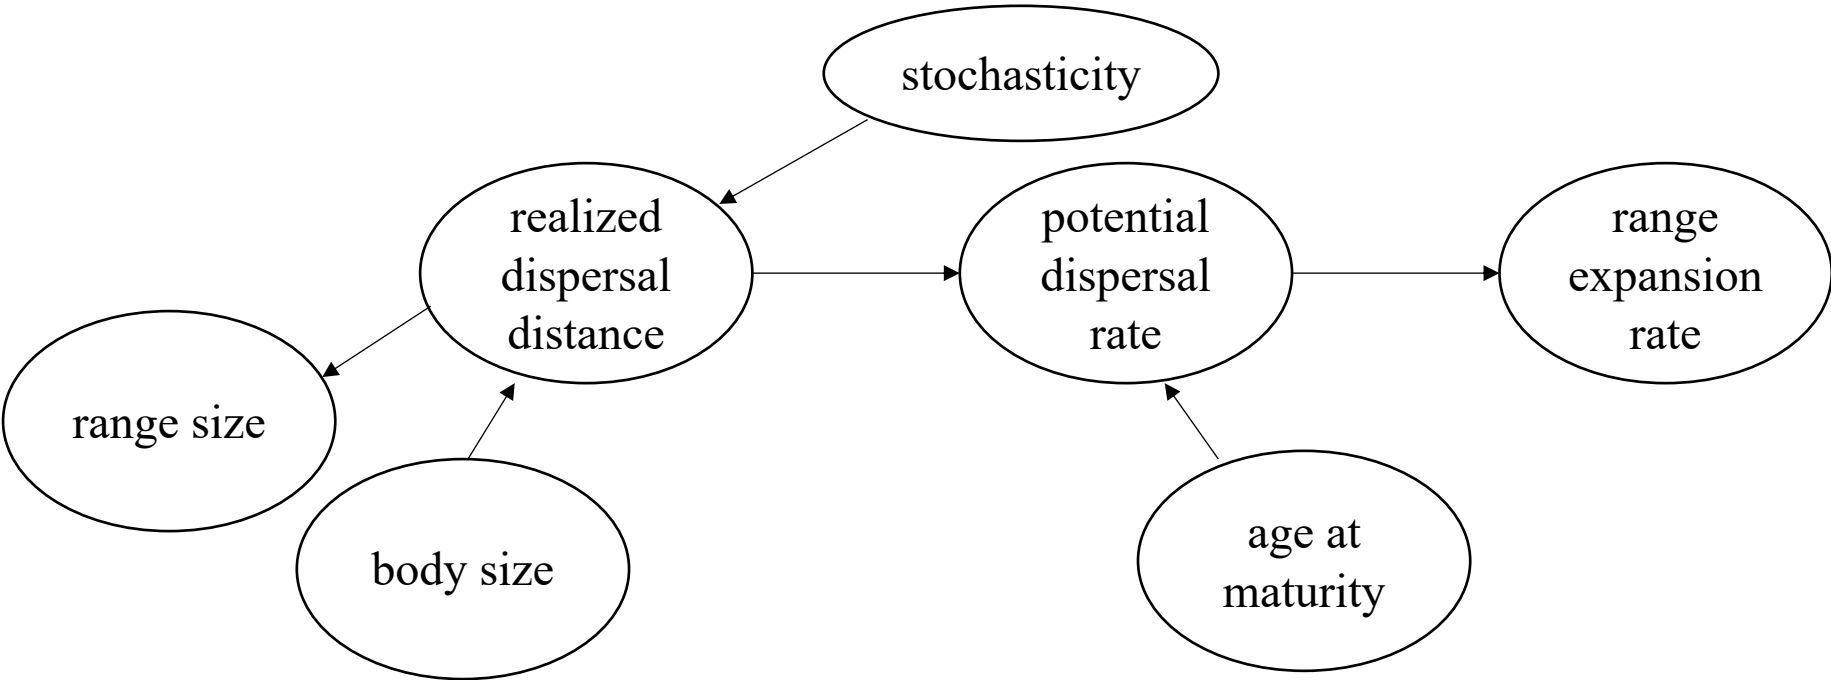 stochasticity
realized
dispersal
distance
potential
dispersal
rate
range
expansion
rate
range size
body size
age at
maturity